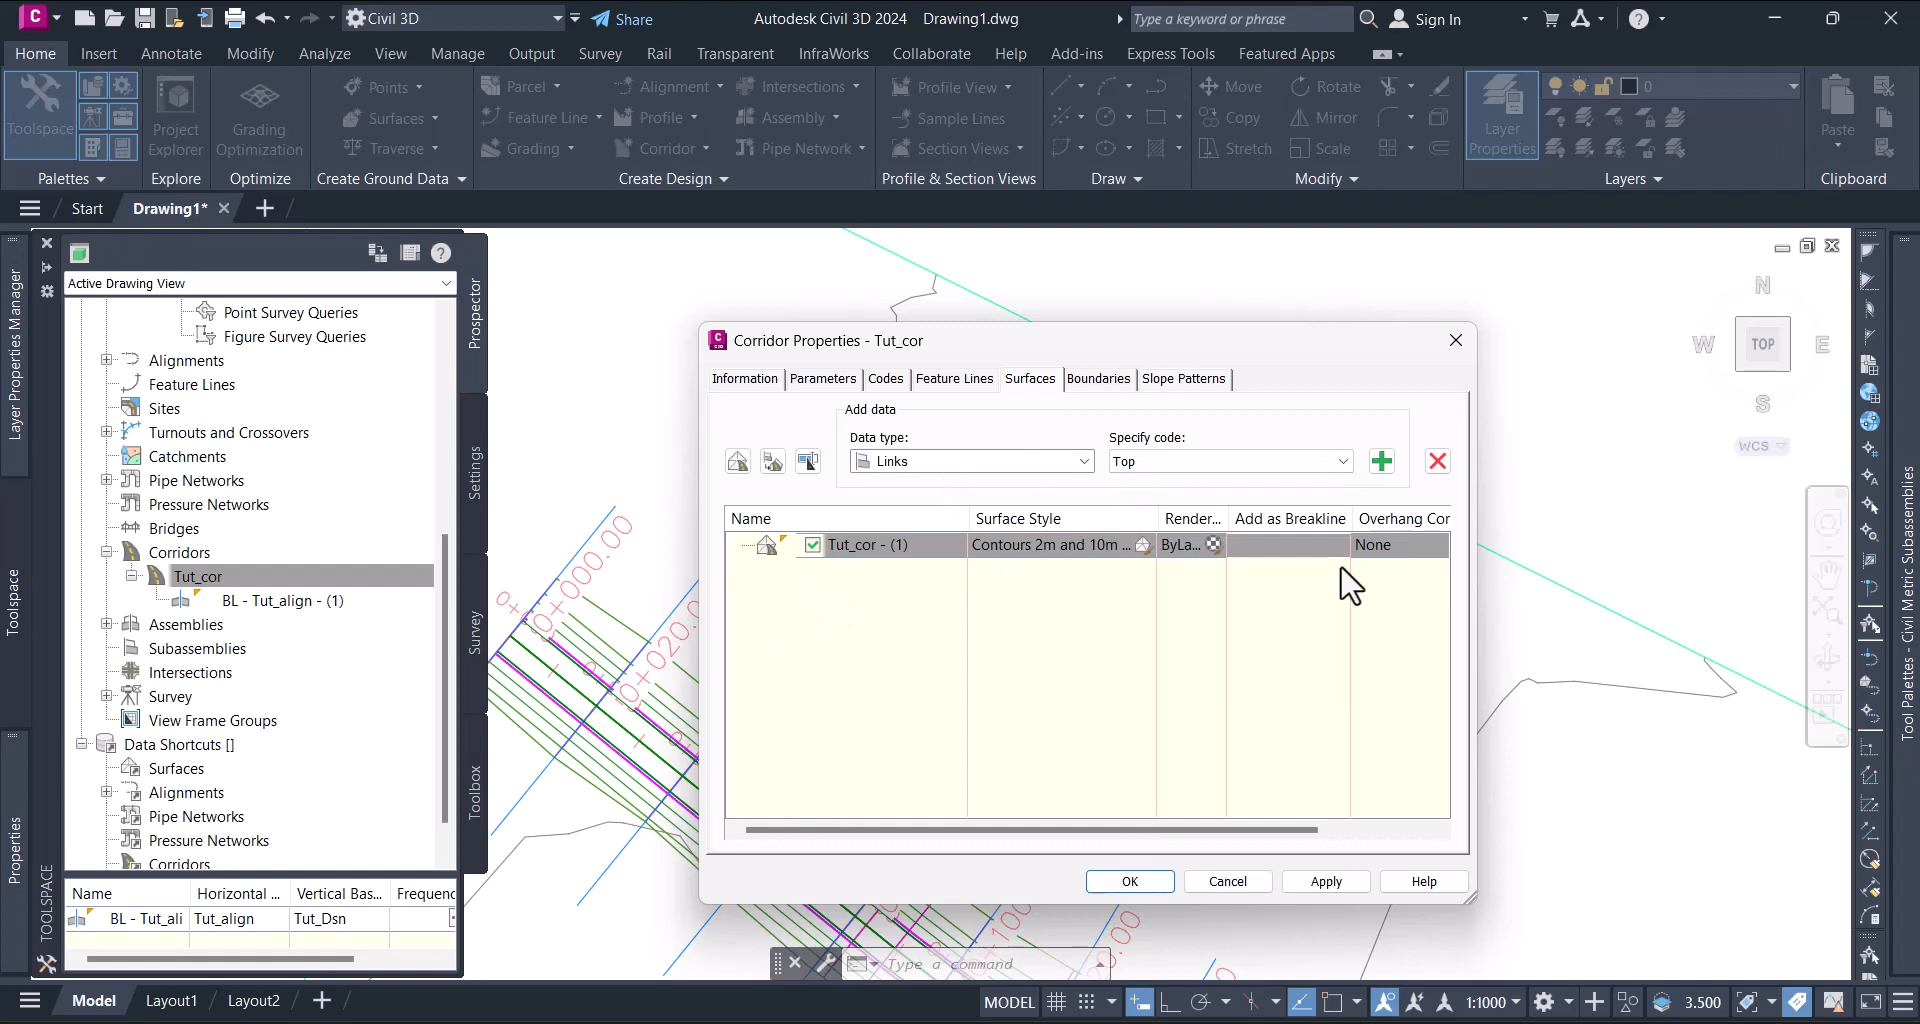 Civil 3D
Share
Autodesk Civil 3D 2024 Drawing1.dwg
Type a keyword or phrase
Sign In
Home Insert Annotate Modify Analyze View Manage Output Survey Rail Transparent InfraWorks Collaborate Help Add-ins Express Tools Featured Apps
Toolspace
Project Explorer
Grading Optimization
Points
Surfaces
Traverse
Parcel
Feature Line
Grading
Alignment
Profile
Corridor
Intersections
Assembly
Pipe Network
Profile View
Sample Lines
Section Views
Move
Copy
Stretch
Rotate
Mirror
Scale
Layer Properties
0
Paste
Palettes Explore Optimize Create Ground Data Create Design Profile & Section Views Draw Modify Layers Clipboard
Start Drawing1*
Layer Properties Manager
Toolspace
Properties
TOOLSPACE
Active Drawing View
Point Survey Queries
Figure Survey Queries
Alignments
Feature Lines
Sites
Turnouts and Crossovers
Catchments
Pipe Networks
Pressure Networks
Bridges
Corridors
Tut_cor
BL - Tut_align - (1)
Assemblies
Subassemblies
Intersections
Survey
View Frame Groups
Data Shortcuts []
Surfaces
Alignments
Pipe Networks
Pressure Networks
Corridors
Prospector
Settings
Survey
Toolbox
Name Horizontal ... Vertical Bas... Frequenc
BL - Tut_ali Tut_align Tut_Dsn
Corridor Properties - Tut_cor
Information Parameters Codes Feature Lines Surfaces Boundaries Slope Patterns
Add data
Data type: Specify code:
Links Top
Name Surface Style Render... Add as Breakline Overhang Cor
Tut_cor - (1) Contours 2m and 10m ... ByLa... None
OK Cancel Apply Help
N
W TOP E
S
WCS
Type a command
Tool Palettes - Civil Metric Subassemblies
Model Layout1 Layout2
MODEL 1:1000 3.500